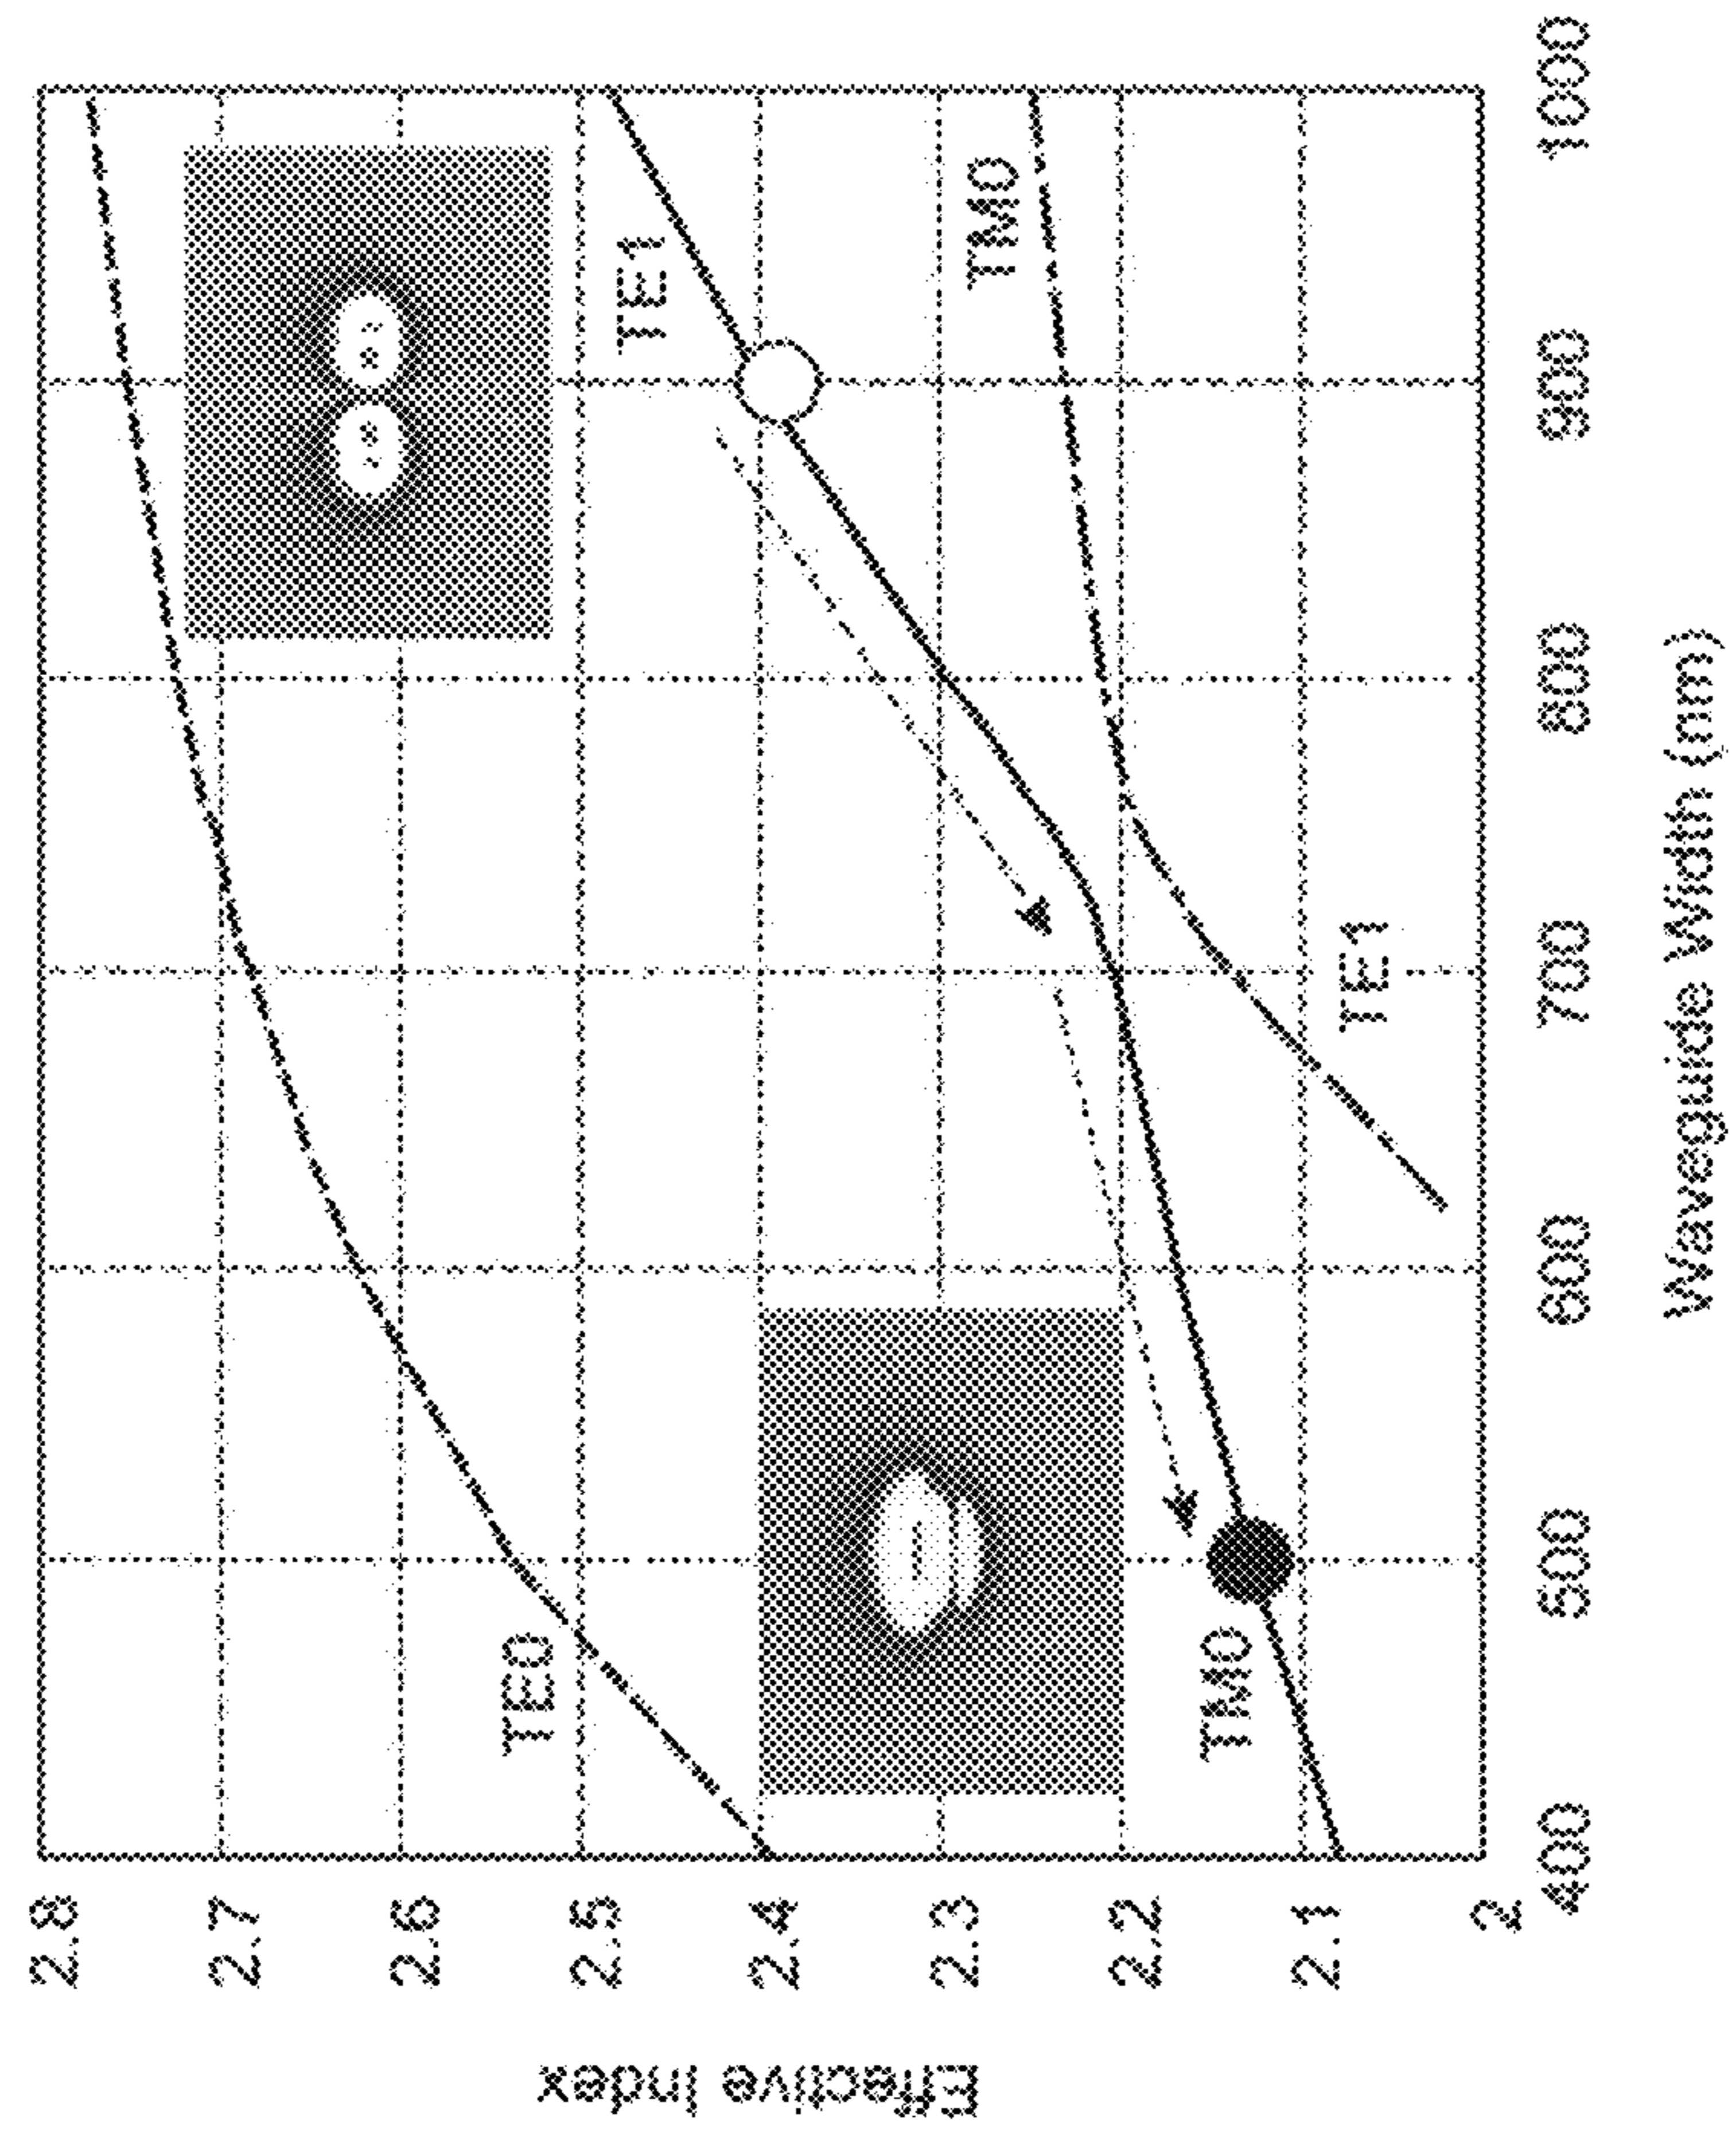 Effective Index
2.8
2.7
2.6
2.5
2.4
2.3
2.2
2.1
2
TE0
TE1
TM0
TM0
TE1
400
500
600
700
800
900
1000
Waveguide Width (nm)